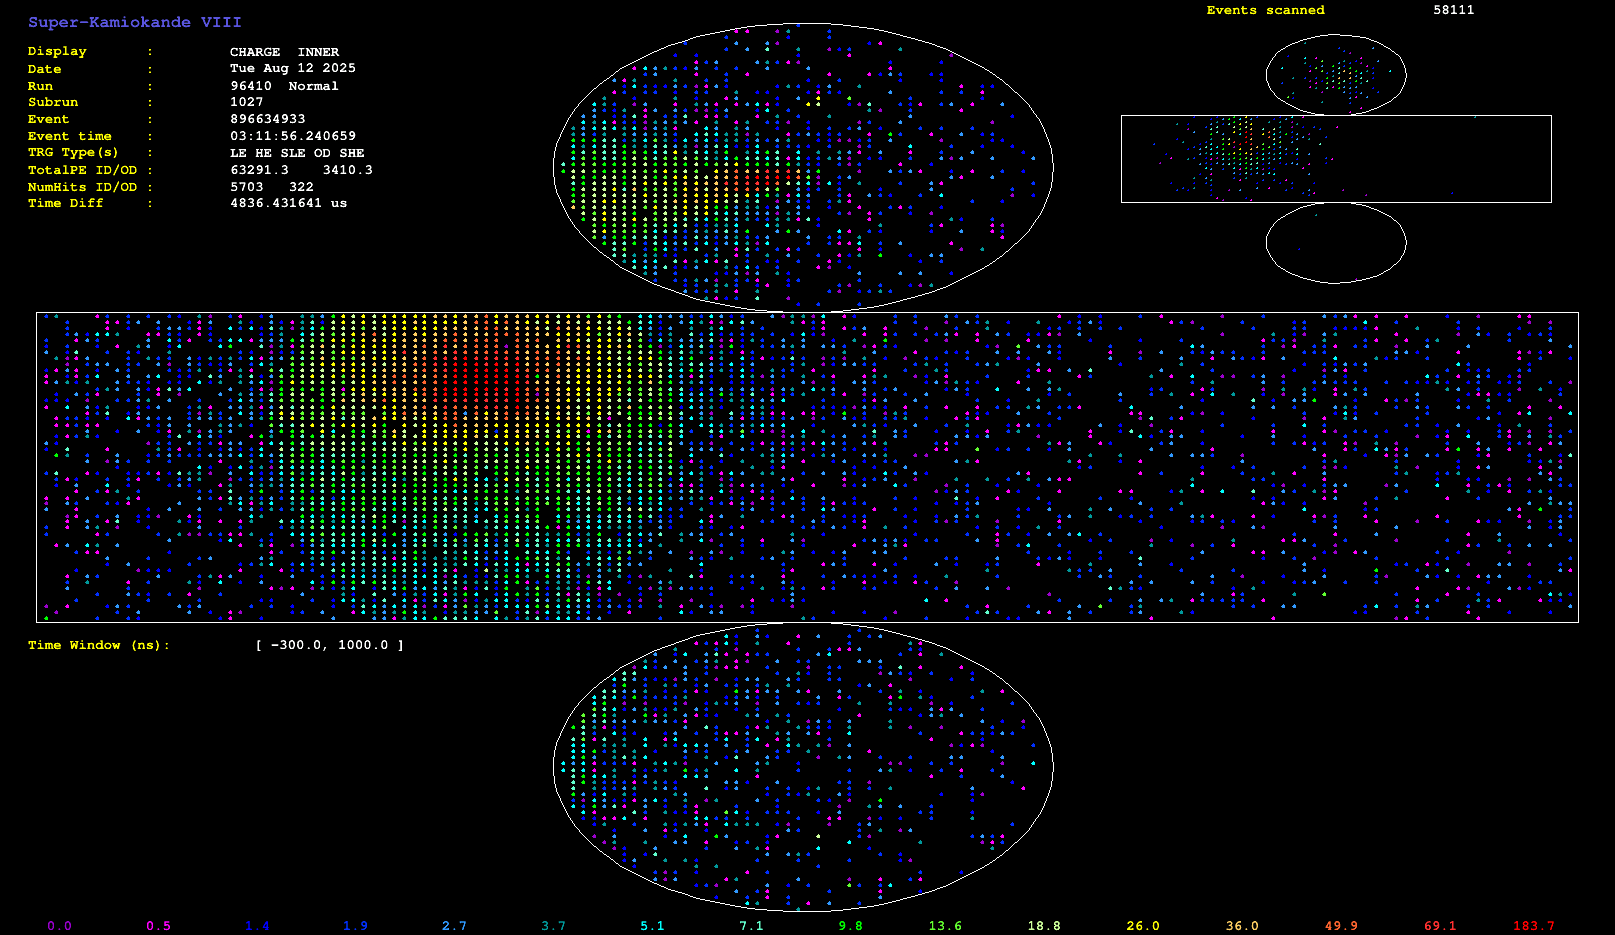 Super-Kamiokande VIII
Events scanned 58111
Display : CHARGE INNER
Date : Tue Aug 12 2025
Run : 96410 Normal
Subrun : 1027
Event : 896634933
Event time : 03:11:56.240659
TRG Type(s) : LE HE SLE OD SHE
TotalPE ID/OD : 63291.3 3410.3
NumHits ID/OD : 5703 322
Time Diff : 4836.431641 us
Time Window (ns): [ -300.0, 1000.0 ]
0.0 0.5 1.4 1.9 2.7 3.7 5.1 7.1 9.8 13.6 18.8 26.0 36.0 49.9 69.1 183.7